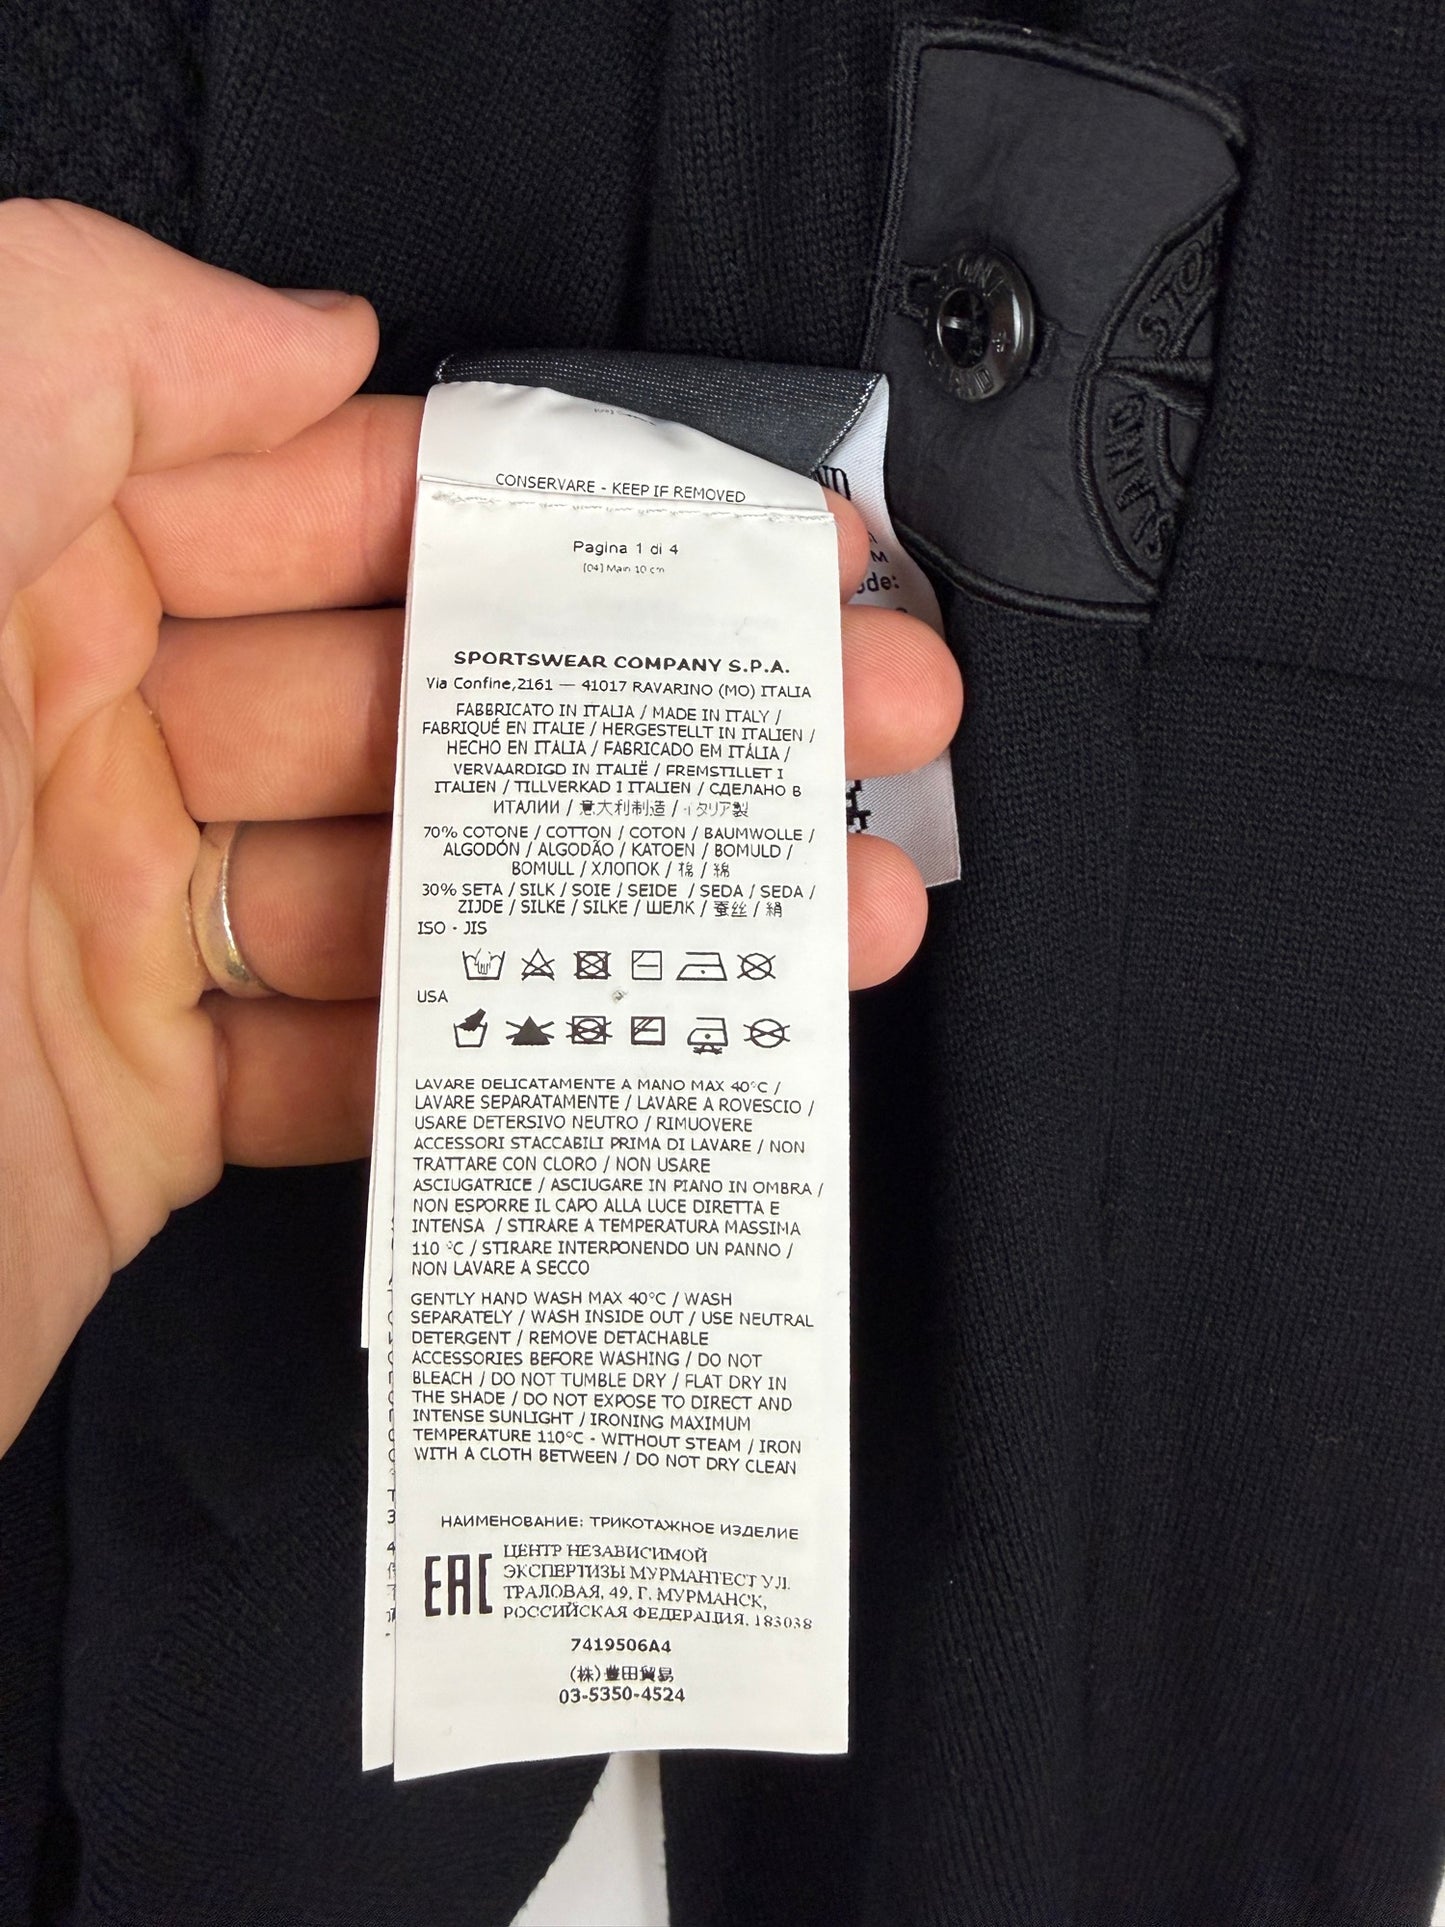 CONSERVARE - KEEP IF REMOVED
Pagina 1 di 4
[04] Main 10 cm
SPORTSWEAR COMPANY S.P.A.
Via Confine,2161 — 41017 RAVARINO (MO) ITALIA
FABBRICATO IN ITALIA / MADE IN ITALY /
FABRIQUÉ EN ITALIE / HERGESTELLT IN ITALIEN /
HECHO EN ITALIA / FABRICADO EM ITÁLIA /
VERVAARDIGD IN ITALIË / FREMSTILLET I
ITALIEN / TILLVERKAD I ITALIEN / СДЕЛАНО В
ИТАЛИИ / 意大利制造 / イタリア製
70% COTONE / COTTON / COTON / BAUMWOLLE /
ALGODÓN / ALGODÃO / KATOEN / BOMULD /
BOMULL / ХЛОПОК / 棉 / 綿
30% SETA / SILK / SOIE / SEIDE / SEDA / SEDA /
ZIJDE / SILKE / SILKE / ШЕЛК / 蚕丝 / 絹
ISO - JIS
USA
LAVARE DELICATAMENTE A MANO MAX 40°C /
LAVARE SEPARATAMENTE / LAVARE A ROVESCIO /
USARE DETERSIVO NEUTRO / RIMUOVERE
ACCESSORI STACCABILI PRIMA DI LAVARE / NON
TRATTARE CON CLORO / NON USARE
ASCIUGATRICE / ASCIUGARE IN PIANO IN OMBRA /
NON ESPORRE IL CAPO ALLA LUCE DIRETTA E
INTENSA / STIRARE A TEMPERATURA MASSIMA
110 °C / STIRARE INTERPONENDO UN PANNO /
NON LAVARE A SECCO
GENTLY HAND WASH MAX 40°C / WASH
SEPARATELY / WASH INSIDE OUT / USE NEUTRAL
DETERGENT / REMOVE DETACHABLE
ACCESSORIES BEFORE WASHING / DO NOT
BLEACH / DO NOT TUMBLE DRY / FLAT DRY IN
THE SHADE / DO NOT EXPOSE TO DIRECT AND
INTENSE SUNLIGHT / IRONING MAXIMUM
TEMPERATURE 110°C - WITHOUT STEAM / IRON
WITH A CLOTH BETWEEN / DO NOT DRY CLEAN
НАИМЕНОВАНИЕ: ТРИКОТАЖНОЕ ИЗДЕЛИЕ
EAC
ЦЕНТР НЕЗАВИСИМОЙ
ЭКСПЕРТИЗЫ МУРМАНТЕСТ УЛ.
ТРАЛОВАЯ, 49, Г. МУРМАНСК,
РОССИЙСКАЯ ФЕДЕРАЦИЯ, 183038
7419506A4
(株)豊田貿易
03-5350-4524